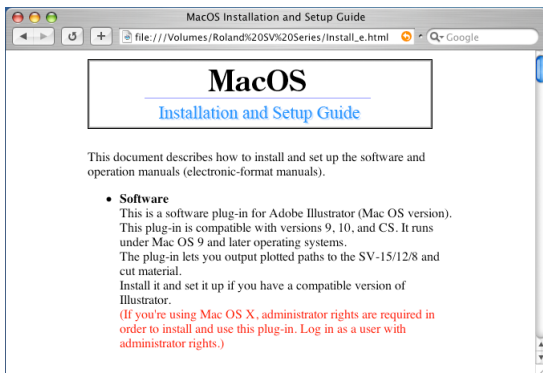 MacOS Installation and Setup Guide
file:///Volumes/Roland%20SV%20Series/Install_e.html
Google
MacOS
Installation and Setup Guide
This document describes how to install and set up the software and
operation manuals (electronic-format manuals).
• Software
This is a software plug-in for Adobe Illustrator (Mac OS version).
This plug-in is compatible with versions 9, 10, and CS. It runs
under Mac OS 9 and later operating systems.
The plug-in lets you output plotted paths to the SV-15/12/8 and
cut material.
Install it and set it up if you have a compatible version of
Illustrator.
(If you're using Mac OS X, administrator rights are required in
order to install and use this plug-in. Log in as a user with
administrator rights.)